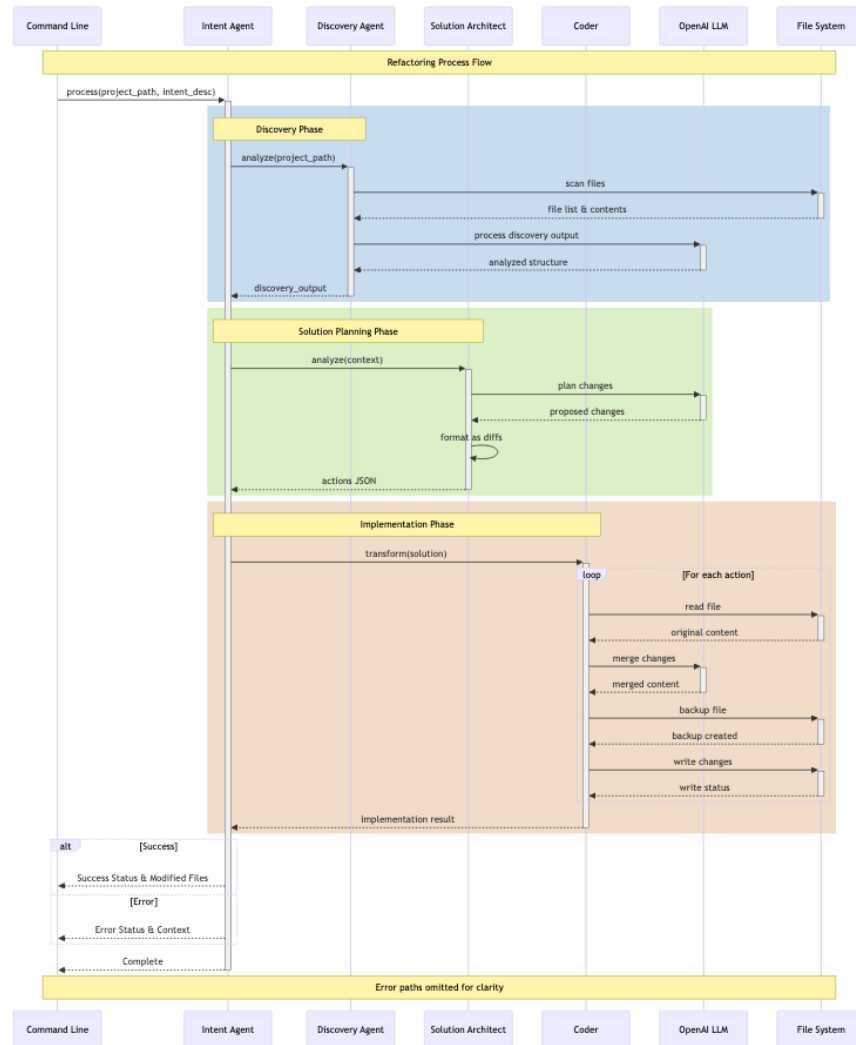 Command Line
Intent Agent
Discovery Agent
Solution Architect
Coder
OpenAI LLM
File System
Refactoring Process Flow
process(project_path, intent_desc)
Discovery Phase
analyze(project_path)
scan files
file list & contents
process discovery output
analyzed structure
discovery_output
Solution Planning Phase
analyze(context)
plan changes
proposed changes
format as diffs
actions JSON
Implementation Phase
transform(solution)
loop
[For each action]
read file
original content
merge changes
merged content
backup file
backup created
write changes
write status
implementation result
alt
[Success]
Success Status & Modified Files
[Error]
Error Status & Context
Complete
Error paths omitted for clarity
Command Line
Intent Agent
Discovery Agent
Solution Architect
Coder
OpenAI LLM
File System